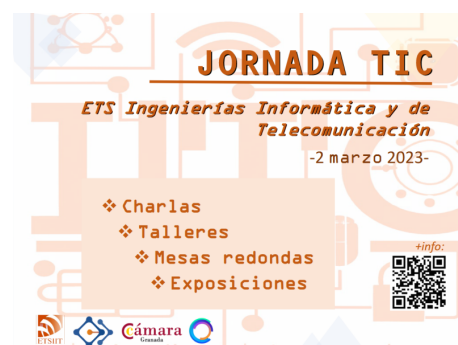 JORNADA TIC
ETS Ingenierías Informática y de
Telecomunicación
-2 marzo 2023-
❖ Charlas
❖ Talleres
❖ Mesas redondas
❖ Exposiciones
+info:
ETSIIT
Cámara
Granada